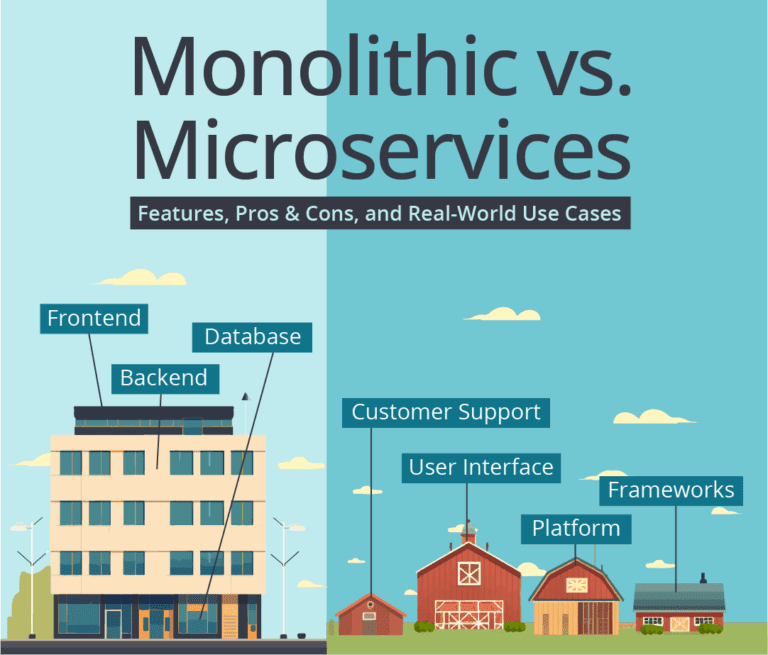 Monolithic vs.
Microservices
Features, Pros & Cons, and Real-World Use Cases
Frontend
Database
Backend
Customer Support
User Interface
Frameworks
Platform